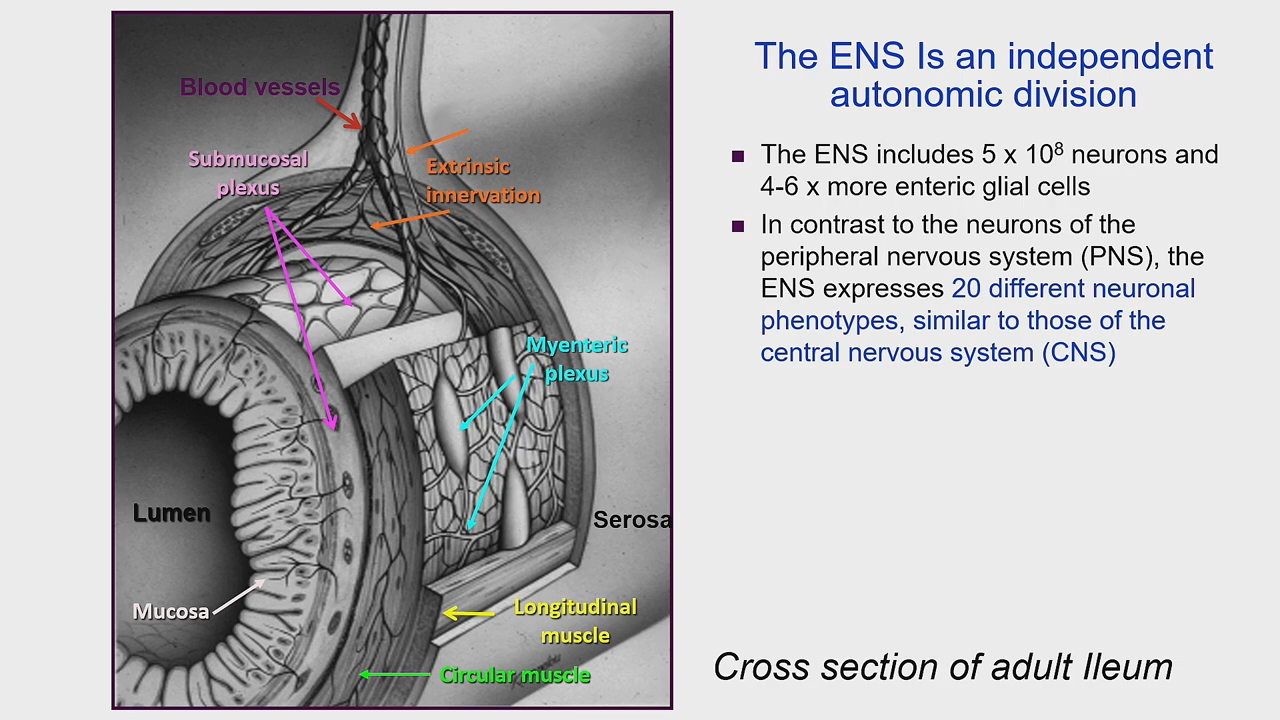 Blood vessels
Submucosal
plexus
Extrinsic
innervation
Myenteric
plexus
Lumen
Serosa
Mucosa
Longitudinal
muscle
Circular muscle
The ENS Is an independent
autonomic division
The ENS includes 5 x 10⁸ neurons and
4-6 x more enteric glial cells
In contrast to the neurons of the
peripheral nervous system (PNS), the
ENS expresses 20 different neuronal
phenotypes, similar to those of the
central nervous system (CNS)
Cross section of adult Ileum